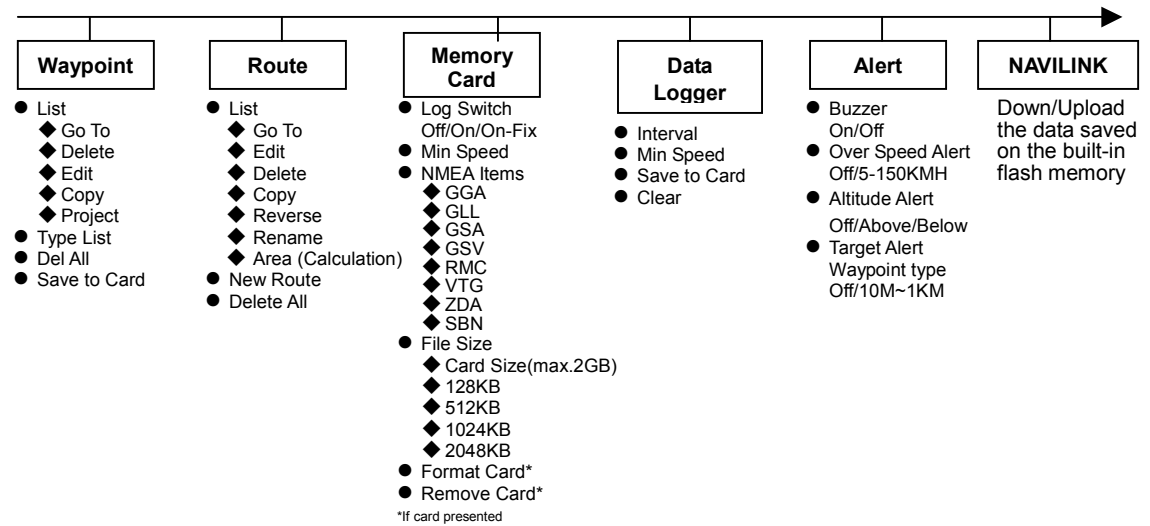 Waypoint
● List
◆ Go To
◆ Delete
◆ Edit
◆ Copy
◆ Project
● Type List
● Del All
● Save to Card
Route
● List
◆ Go To
◆ Edit
◆ Delete
◆ Copy
◆ Reverse
◆ Rename
◆ Area (Calculation)
● New Route
● Delete All
Memory
Card
● Log Switch
Off/On/On-Fix
● Min Speed
● NMEA Items
◆ GGA
◆ GLL
◆ GSA
◆ GSV
◆ RMC
◆ VTG
◆ ZDA
◆ SBN
● File Size
◆ Card Size(max.2GB)
◆ 128KB
◆ 512KB
◆ 1024KB
◆ 2048KB
● Format Card*
● Remove Card*
*If card presented
Data
Logger
● Interval
● Min Speed
● Save to Card
● Clear
Alert
● Buzzer
On/Off
● Over Speed Alert
Off/5-150KMH
● Altitude Alert
Off/Above/Below
● Target Alert
Waypoint type
Off/10M~1KM
NAVILINK
Down/Upload
the data saved
on the built-in
flash memory